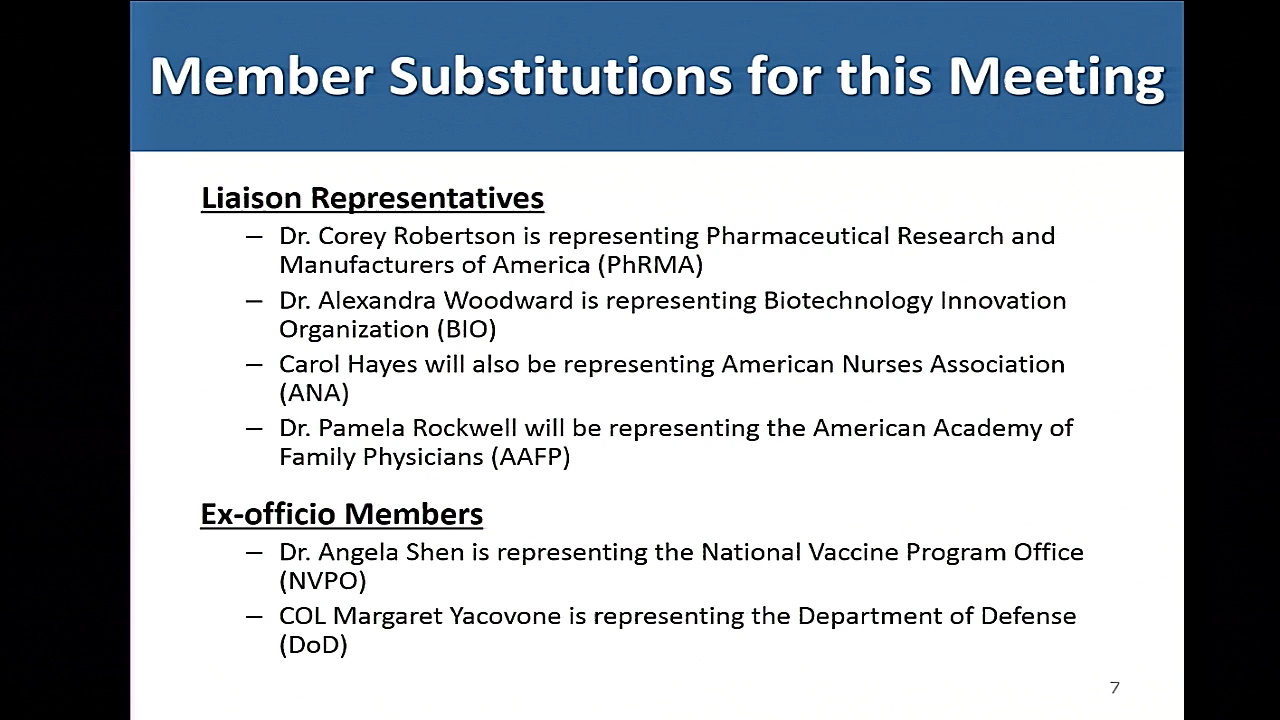 Member Substitutions for this Meeting
Liaison Representatives
– Dr. Corey Robertson is representing Pharmaceutical Research and
Manufacturers of America (PhRMA)
– Dr. Alexandra Woodward is representing Biotechnology Innovation
Organization (BIO)
– Carol Hayes will also be representing American Nurses Association
(ANA)
– Dr. Pamela Rockwell will be representing the American Academy of
Family Physicians (AAFP)
Ex-officio Members
– Dr. Angela Shen is representing the National Vaccine Program Office
(NVPO)
– COL Margaret Yacovone is representing the Department of Defense
(DoD)
7